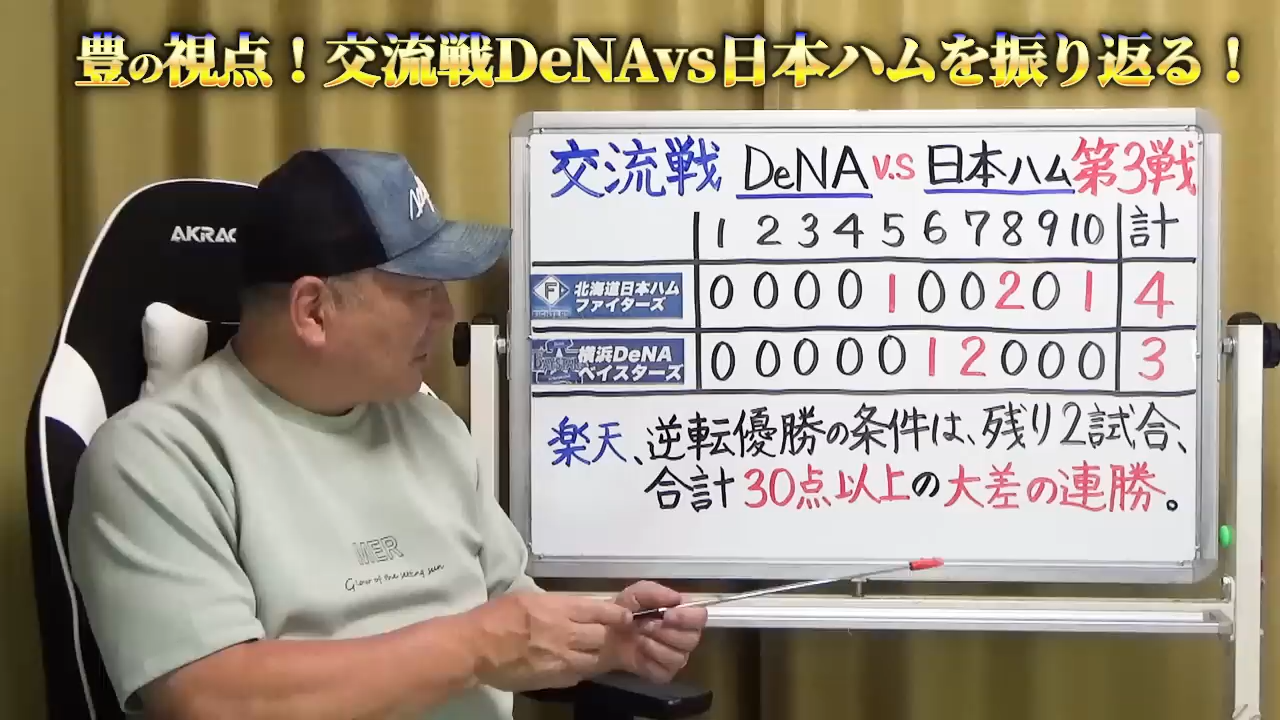 豊の視点！交流戦DeNAvs日本ハムを振り返る！
交流戦 DeNA v.s 日本ハム 第3戦
1 2 3 4 5 6 7 8 9 10 計
北海道日本ハム
ファイターズ
0 0 0 0 1 0 0 2 0 1 4
横浜DeNA
ベイスターズ
0 0 0 0 0 1 2 0 0 0 3
楽天、逆転優勝の条件は、残り2試合、
合計30点以上の大差の連勝。
AKRAC
MER
Glow of the setting sun